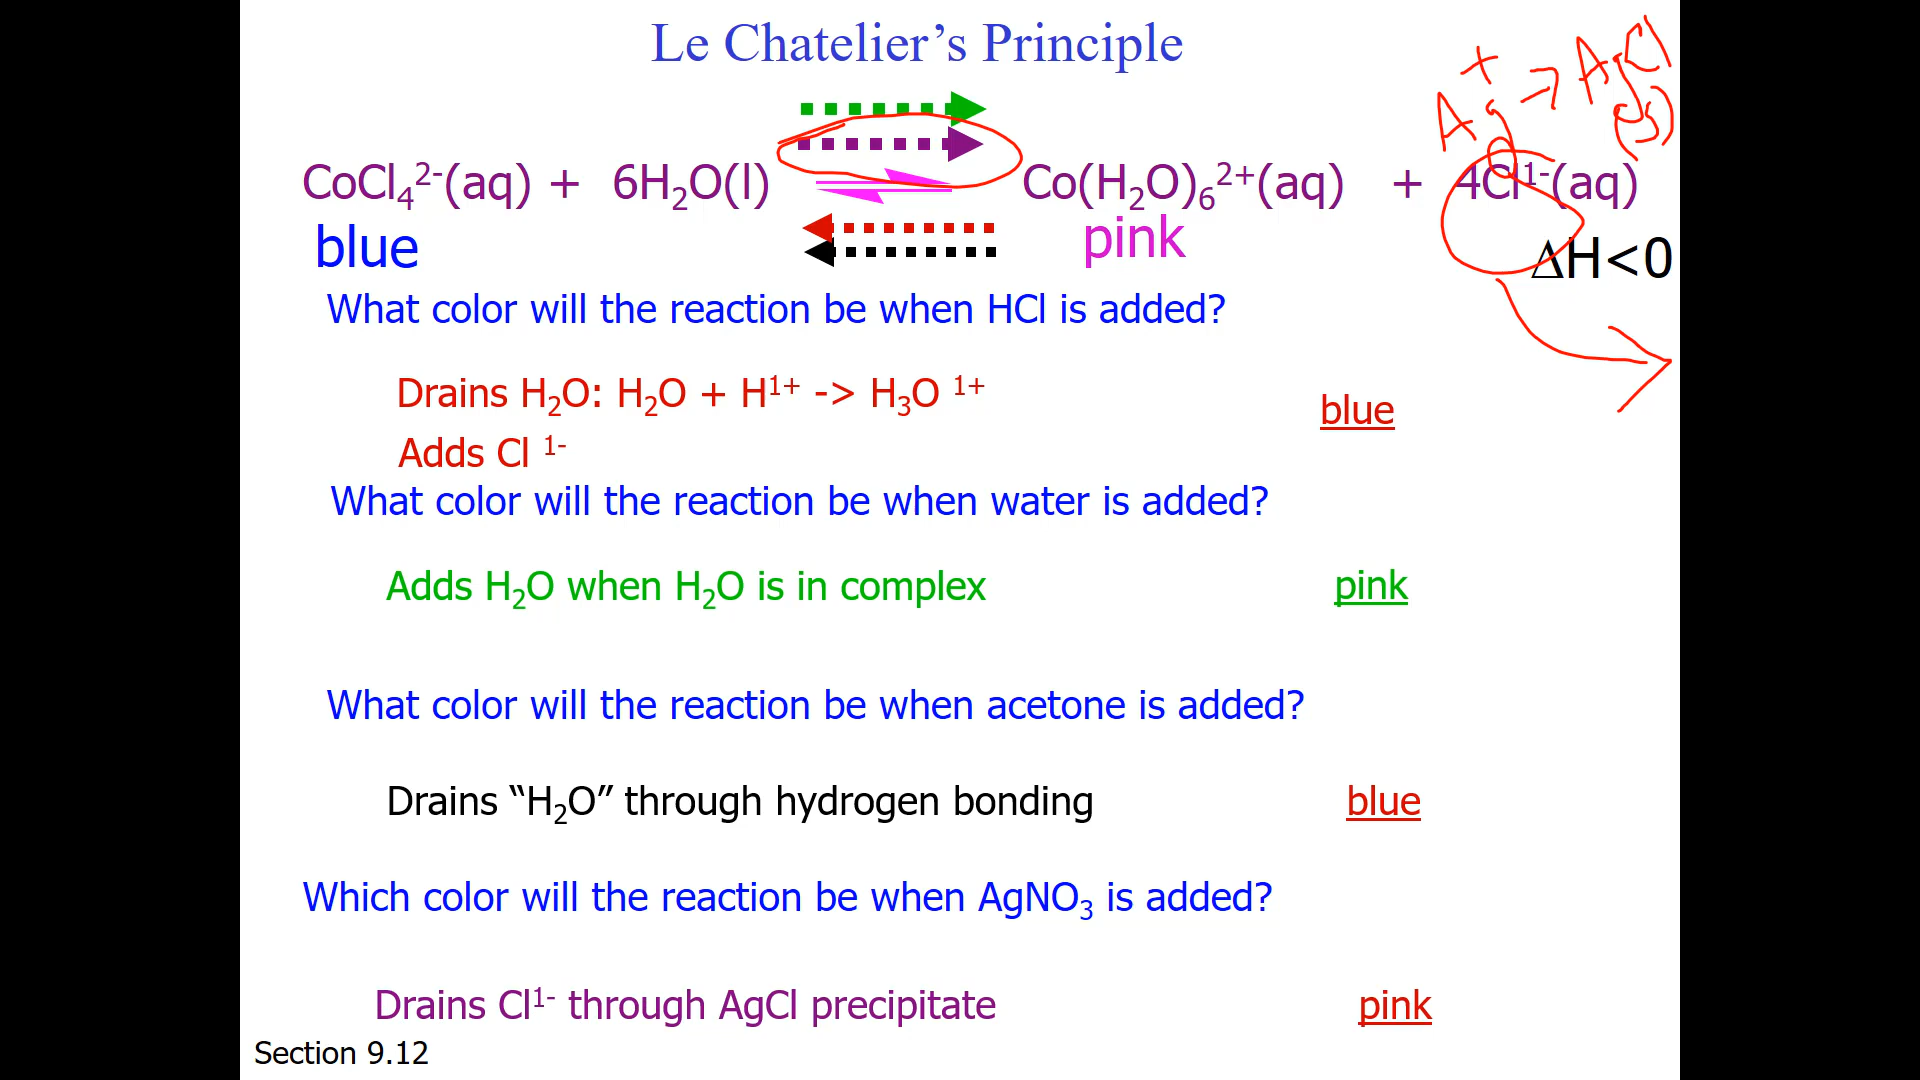 Le Chatelier’s Principle
Ag⁺ → AgCl (s)
CoCl₄²⁻(aq) + 6H₂O(l) ⇌ Co(H₂O)₆²⁺(aq) + 4Cl¹⁻(aq)
blue pink ΔH<0
What color will the reaction be when HCl is added?
Drains H₂O: H₂O + H¹⁺ -> H₃O ¹⁺
blue
Adds Cl ¹⁻
What color will the reaction be when water is added?
Adds H₂O when H₂O is in complex pink
What color will the reaction be when acetone is added?
Drains “H₂O” through hydrogen bonding blue
Which color will the reaction be when AgNO₃ is added?
Drains Cl¹⁻ through AgCl precipitate pink
Section 9.12